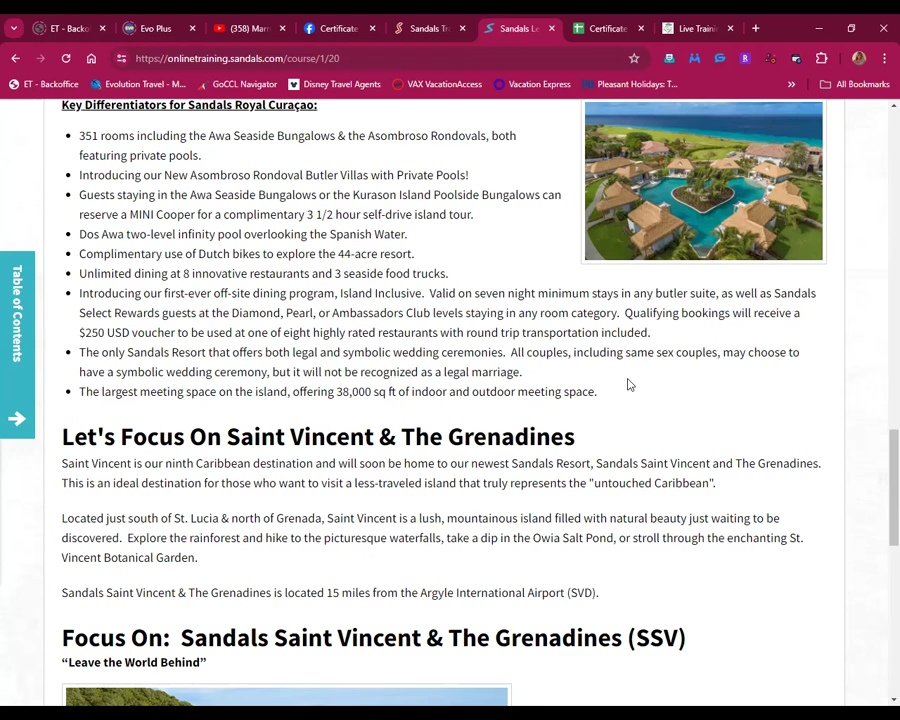 ET - Backo
Evo Plus
(358) Marr
Certificate
Sandals Tr
Sandals Le
Certificate
Live Trainin
https://onlinetraining.sandals.com/course/1/20
ET - Backoffice
Evolution Travel - M...
GoCCL Navigator
Disney Travel Agents
VAX VacationAccess
Vacation Express
Pleasant Holidays: T...
All Bookmarks
Key Differentiators for Sandals Royal Curaçao:
351 rooms including the Awa Seaside Bungalows & the Asombroso Rondovals, both
featuring private pools.
Introducing our New Asombroso Rondoval Butler Villas with Private Pools!
Guests staying in the Awa Seaside Bungalows or the Kurason Island Poolside Bungalows can
reserve a MINI Cooper for a complimentary 3 1/2 hour self-drive island tour.
Dos Awa two-level infinity pool overlooking the Spanish Water.
Complimentary use of Dutch bikes to explore the 44-acre resort.
Unlimited dining at 8 innovative restaurants and 3 seaside food trucks.
Introducing our first-ever off-site dining program, Island Inclusive. Valid on seven night minimum stays in any butler suite, as well as Sandals
Select Rewards guests at the Diamond, Pearl, or Ambassadors Club levels staying in any room category. Qualifying bookings will receive a
$250 USD voucher to be used at one of eight highly rated restaurants with round trip transportation included.
The only Sandals Resort that offers both legal and symbolic wedding ceremonies. All couples, including same sex couples, may choose to
have a symbolic wedding ceremony, but it will not be recognized as a legal marriage.
The largest meeting space on the island, offering 38,000 sq ft of indoor and outdoor meeting space.
Table of Contents
Let's Focus On Saint Vincent & The Grenadines
Saint Vincent is our ninth Caribbean destination and will soon be home to our newest Sandals Resort, Sandals Saint Vincent and The Grenadines.
This is an ideal destination for those who want to visit a less-traveled island that truly represents the "untouched Caribbean".
Located just south of St. Lucia & north of Grenada, Saint Vincent is a lush, mountainous island filled with natural beauty just waiting to be
discovered. Explore the rainforest and hike to the picturesque waterfalls, take a dip in the Owia Salt Pond, or stroll through the enchanting St.
Vincent Botanical Garden.
Sandals Saint Vincent & The Grenadines is located 15 miles from the Argyle International Airport (SVD).
Focus On: Sandals Saint Vincent & The Grenadines (SSV)
“Leave the World Behind”